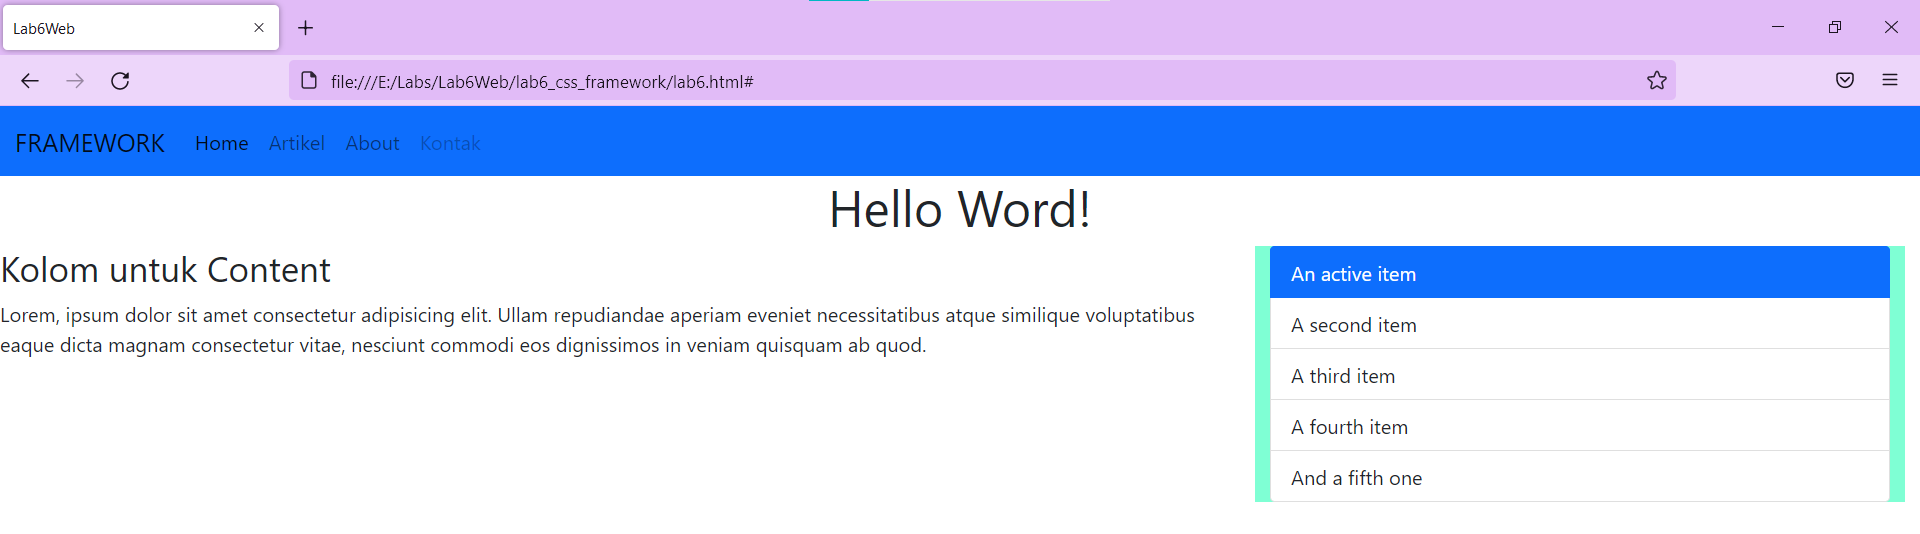 Lab6Web
file:///E:/Labs/Lab6Web/lab6_css_framework/lab6.html#
FRAMEWORK Home Artikel About Kontak
Hello Word!
Kolom untuk Content
Lorem, ipsum dolor sit amet consectetur adipisicing elit. Ullam repudiandae aperiam eveniet necessitatibus atque similique voluptatibus
eaque dicta magnam consectetur vitae, nesciunt commodi eos dignissimos in veniam quisquam ab quod.
An active item
A second item
A third item
A fourth item
And a fifth one